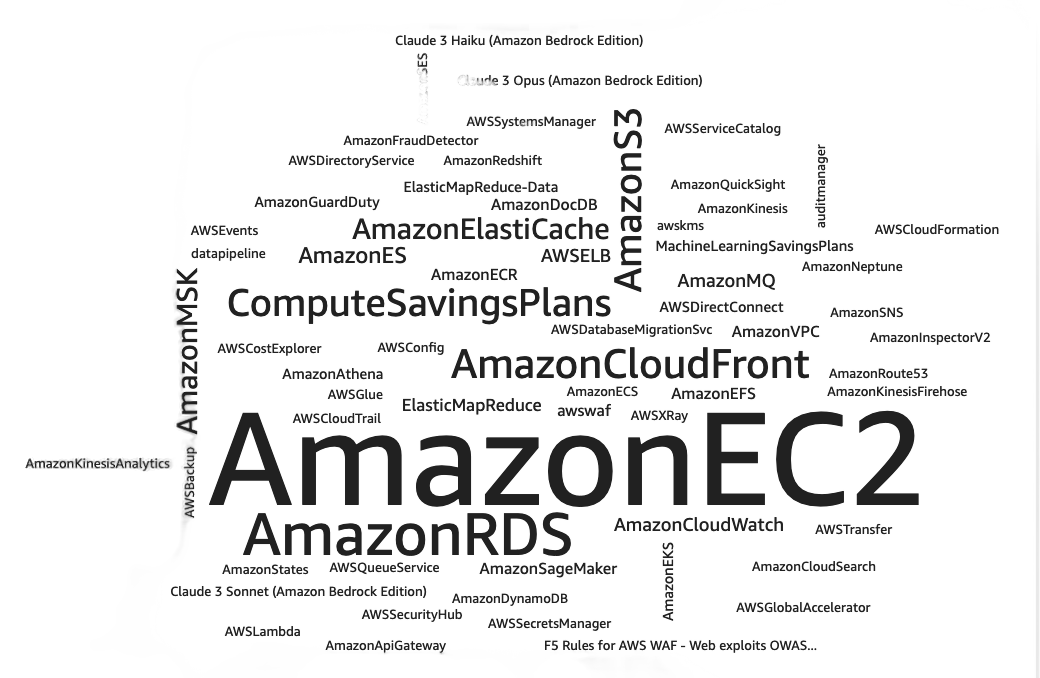 Claude 3 Haiku (Amazon Bedrock Edition)
Claude 3 Opus (Amazon Bedrock Edition)
AmazonS3
AWSSystemsManager
AWSServiceCatalog
AmazonFraudDetector
auditmanager
AWSDirectoryService
AmazonRedshift
ElasticMapReduce-Data
AmazonQuickSight
AmazonGuardDuty
AmazonDocDB
AmazonKinesis
AWSEvents
AmazonElastiCache
awskms
AWSCloudFormation
datapipeline
AmazonES
AWSELB
MachineLearningSavingsPlans
AmazonMSK
AmazonECR
AmazonMQ
AmazonNeptune
ComputeSavingsPlans
AWSDirectConnect
AmazonSNS
AWSDatabaseMigrationSvc
AmazonVPC
AmazonInspectorV2
AWSCostExplorer
AWSConfig
AmazonCloudFront
AmazonAthena
AmazonRoute53
AWSGlue
AmazonECS
AmazonEFS
AmazonKinesisFirehose
ElasticMapReduce
awswaf
AWSXRay
AWSCloudTrail
AmazonKinesisAnalytics
AWSBackup
AmazonEC2
AmazonRDS
AmazonCloudWatch
AWSTransfer
AmazonStates
AWSQueueService
AmazonSageMaker
AmazonEKS
AmazonCloudSearch
Claude 3 Sonnet (Amazon Bedrock Edition)
AmazonDynamoDB
AWSGlobalAccelerator
AWSSecurityHub
AWSSecretsManager
AWSLambda
AmazonApiGateway
F5 Rules for AWS WAF - Web exploits OWAS...